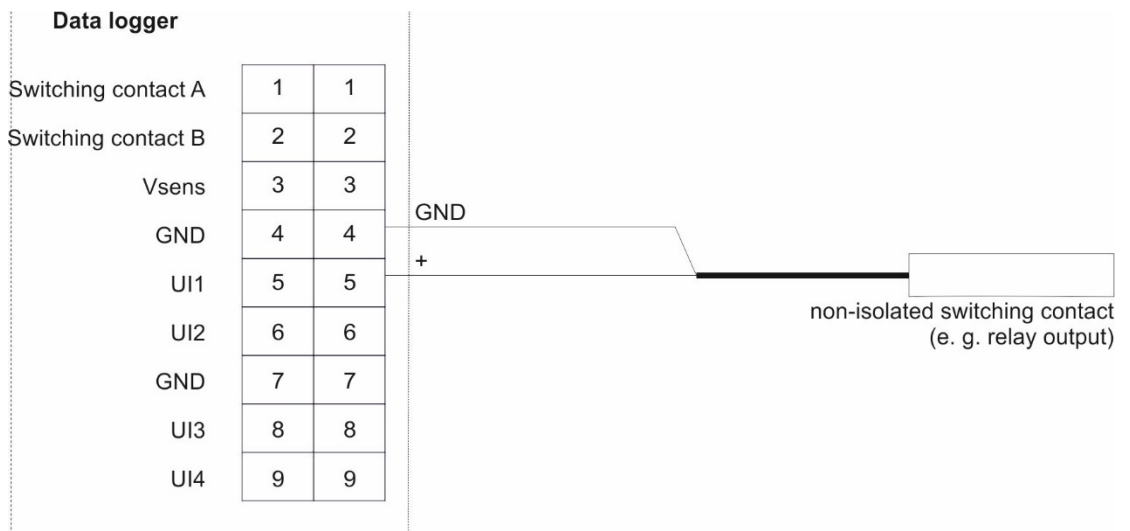 Data logger
Switching contact A 1 1
Switching contact B 2 2
Vsens 3 3
GND
GND 4 4
+
UI1 5 5
non-isolated switching contact
(e. g. relay output)
UI2 6 6
GND 7 7
UI3 8 8
UI4 9 9